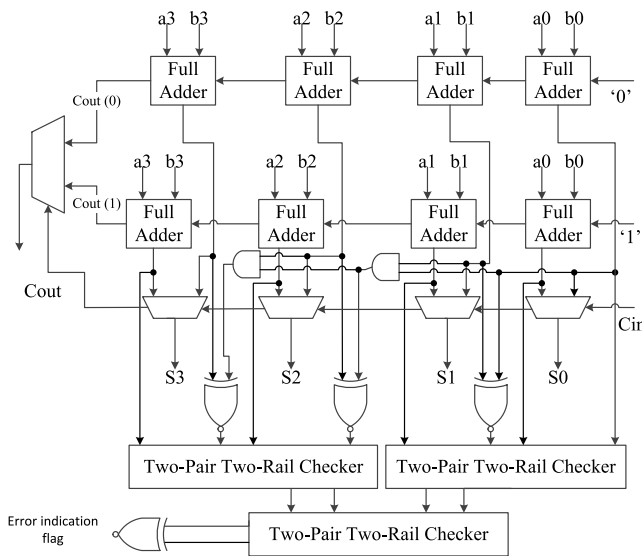 a3 b3 a2 b2 a1 b1 a0 b0
Full Adder
Full Adder
Full Adder
Full Adder
Cout (0)
‘0’
a3 b3 a2 b2 a1 b1 a0 b0
Cout (1)
Full Adder
Full Adder
Full Adder
Full Adder
‘1’
Cout
Cin
S3 S2 S1 S0
Two-Pair Two-Rail Checker
Two-Pair Two-Rail Checker
Error indication
flag
Two-Pair Two-Rail Checker